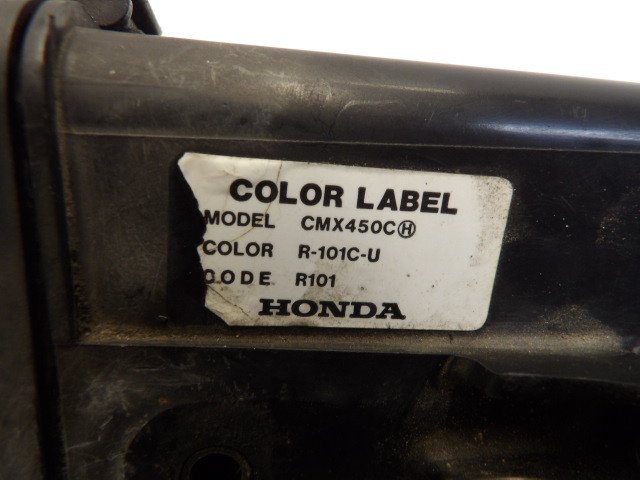 COLOR LABEL
MODEL CMX450CⒽ
COLOR R-101C-U
CODE R101
HONDA